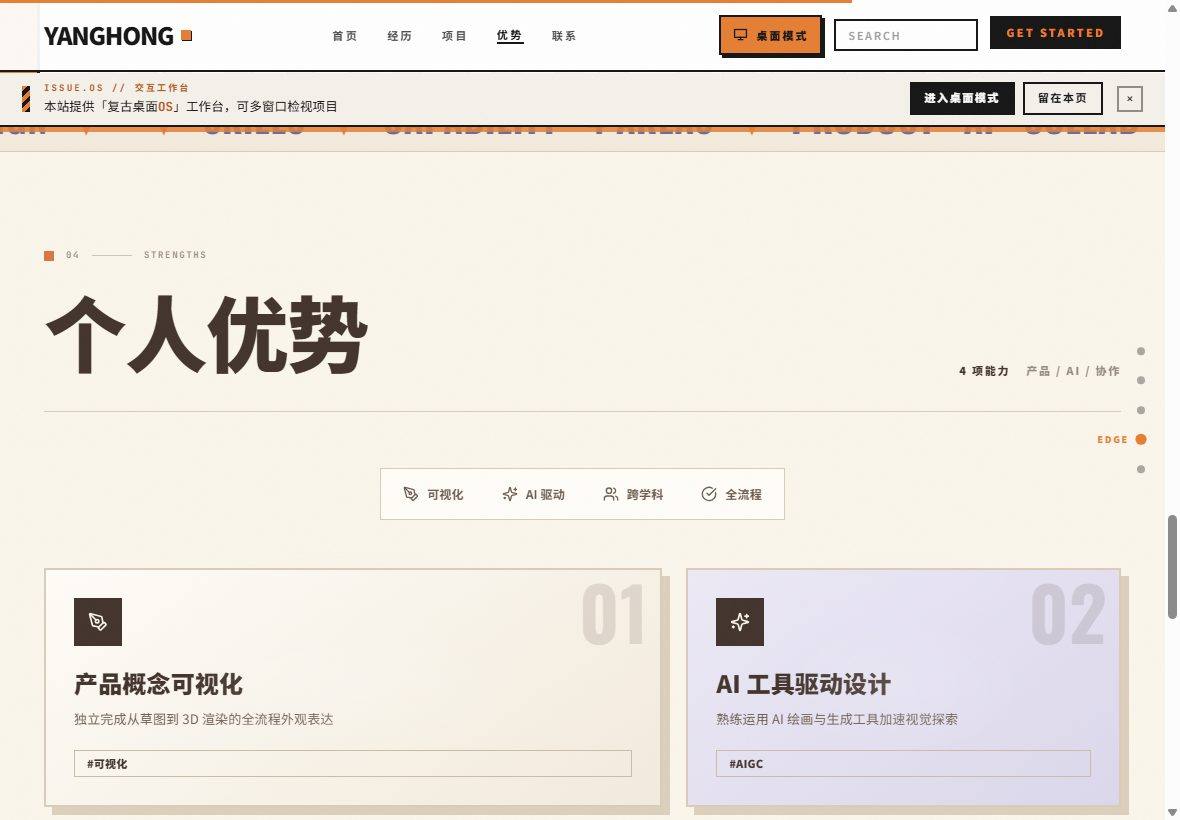 YANGHONG
首页 经历 项目 优势 联系
桌面模式
SEARCH
GET STARTED
ISSUE.OS // 交互工作台
本站提供「复古桌面OS」工作台，可多窗口检视项目
进入桌面模式
留在本页
×
04 STRENGTHS
个人优势
4 项能力 产品 / AI / 协作
EDGE
可视化 AI 驱动 跨学科 全流程
01
产品概念可视化
独立完成从草图到 3D 渲染的全流程外观表达
#可视化
02
AI 工具驱动设计
熟练运用 AI 绘画与生成工具加速视觉探索
#AIGC